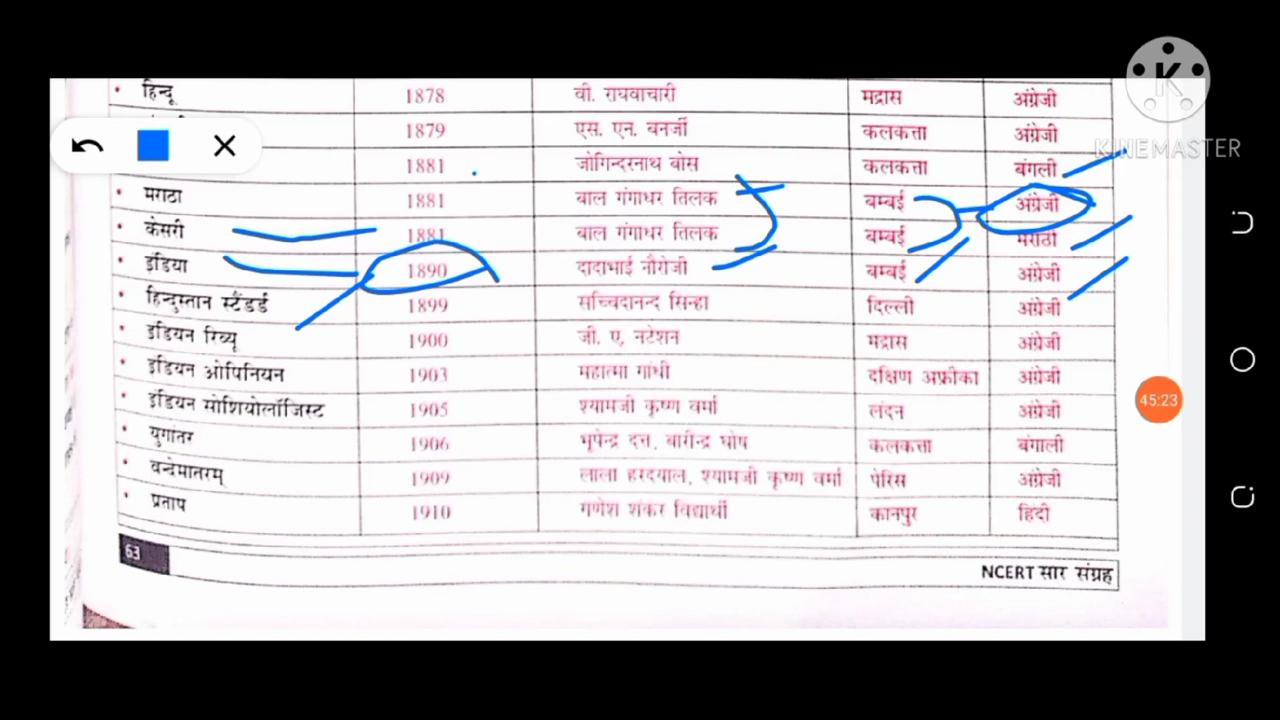 KINEMASTER
• हिन्दू 1878 वी. राघवाचारी मद्रास अंग्रेजी
1879 एस. एन. बनर्जी कलकत्ता अंग्रेजी
1881 जोगिन्दरनाथ बोस कलकत्ता बंगली
• मराठा 1881 बाल गंगाधर तिलक बम्बई अंग्रेजी
• केसरी 1881 बाल गंगाधर तिलक बम्बई मराठी
• इंडिया 1890 दादाभाई नौरोजी बम्बई अंग्रेजी
• हिन्दुस्तान स्टैंडर्ड 1899 सच्चिदानन्द सिन्हा दिल्ली अंग्रेजी
• इंडियन रिव्यू 1900 जी. ए. नटेशन मद्रास अंग्रेजी
• इंडियन ओपिनियन 1903 महात्मा गांधी दक्षिण अफ्रीका अंग्रेजी
• इंडियन सोशियोलॉजिस्ट 1905 श्यामजी कृष्ण वर्मा लंदन अंग्रेजी
• युगांतर 1906 भूपेन्द्र दत्त, बारीन्द्र घोष कलकत्ता बंगाली
• वन्देमातरम् 1909 लाला हरदयाल, श्यामजी कृष्ण वर्मा पेरिस अंग्रेजी
• प्रताप 1910 गणेश शंकर विद्यार्थी कानपुर हिंदी
45:23
63
NCERT सार संग्रह